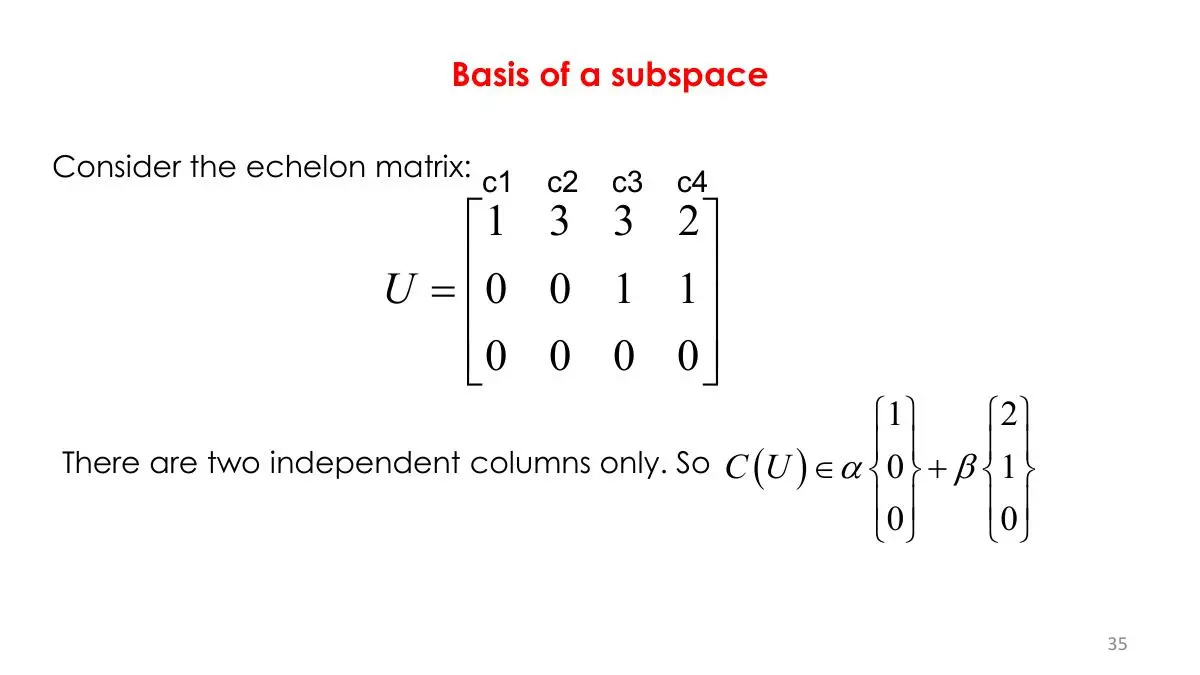 Basis of a subspace
Consider the echelon matrix:
c1 c2 c3 c4
1 3 3 2
U = 0 0 1 1
0 0 0 0
1 2
There are two independent columns only. So C(U) ∈ α { 0 } + β { 1 }
0 0
35